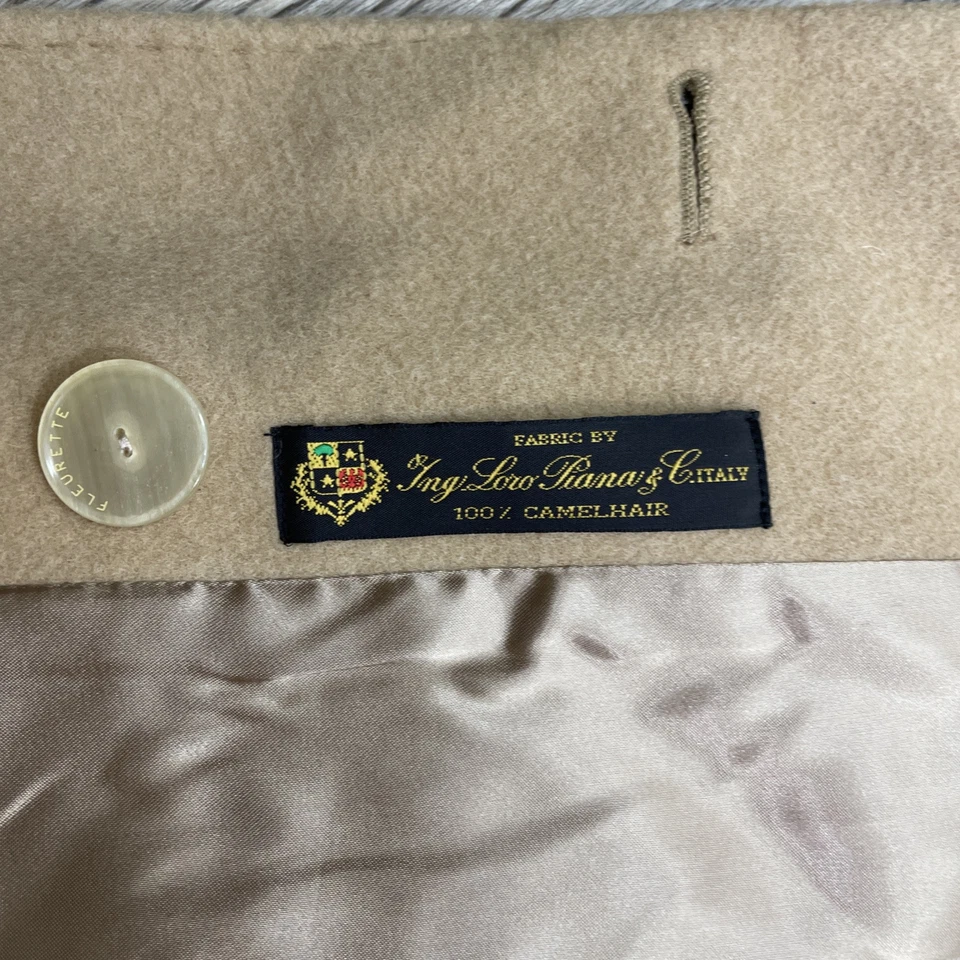 FLEURETTE
FABRIC BY
Ing. Loro Piana & C. ITALY
100% CAMELHAIR